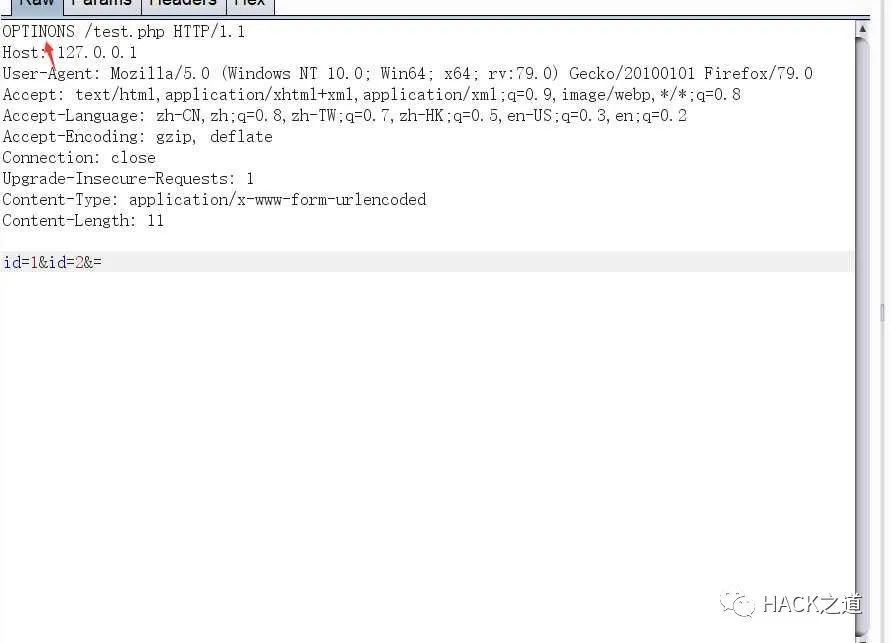 Raw Params Headers Hex
OPTINONS /test.php HTTP/1.1
Host: 127.0.0.1
User-Agent: Mozilla/5.0 (Windows NT 10.0; Win64; x64; rv:79.0) Gecko/20100101 Firefox/79.0
Accept: text/html,application/xhtml+xml,application/xml;q=0.9,image/webp,*/*;q=0.8
Accept-Language: zh-CN,zh;q=0.8,zh-TW;q=0.7,zh-HK;q=0.5,en-US;q=0.3,en;q=0.2
Accept-Encoding: gzip, deflate
Connection: close
Upgrade-Insecure-Requests: 1
Content-Type: application/x-www-form-urlencoded
Content-Length: 11
id=1&id=2&=
HACK之道